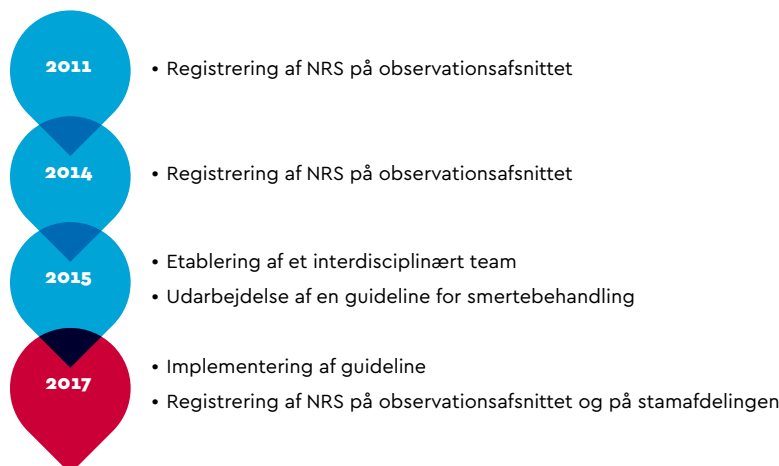 2011
• Registrering af NRS på observationsafsnittet
2014
• Registrering af NRS på observationsafsnittet
2015
• Etablering af et interdisciplinært team
• Udarbejdelse af en guideline for smertebehandling
2017
• Implementering af guideline
• Registrering af NRS på observationsafsnittet og på stamafdelingen